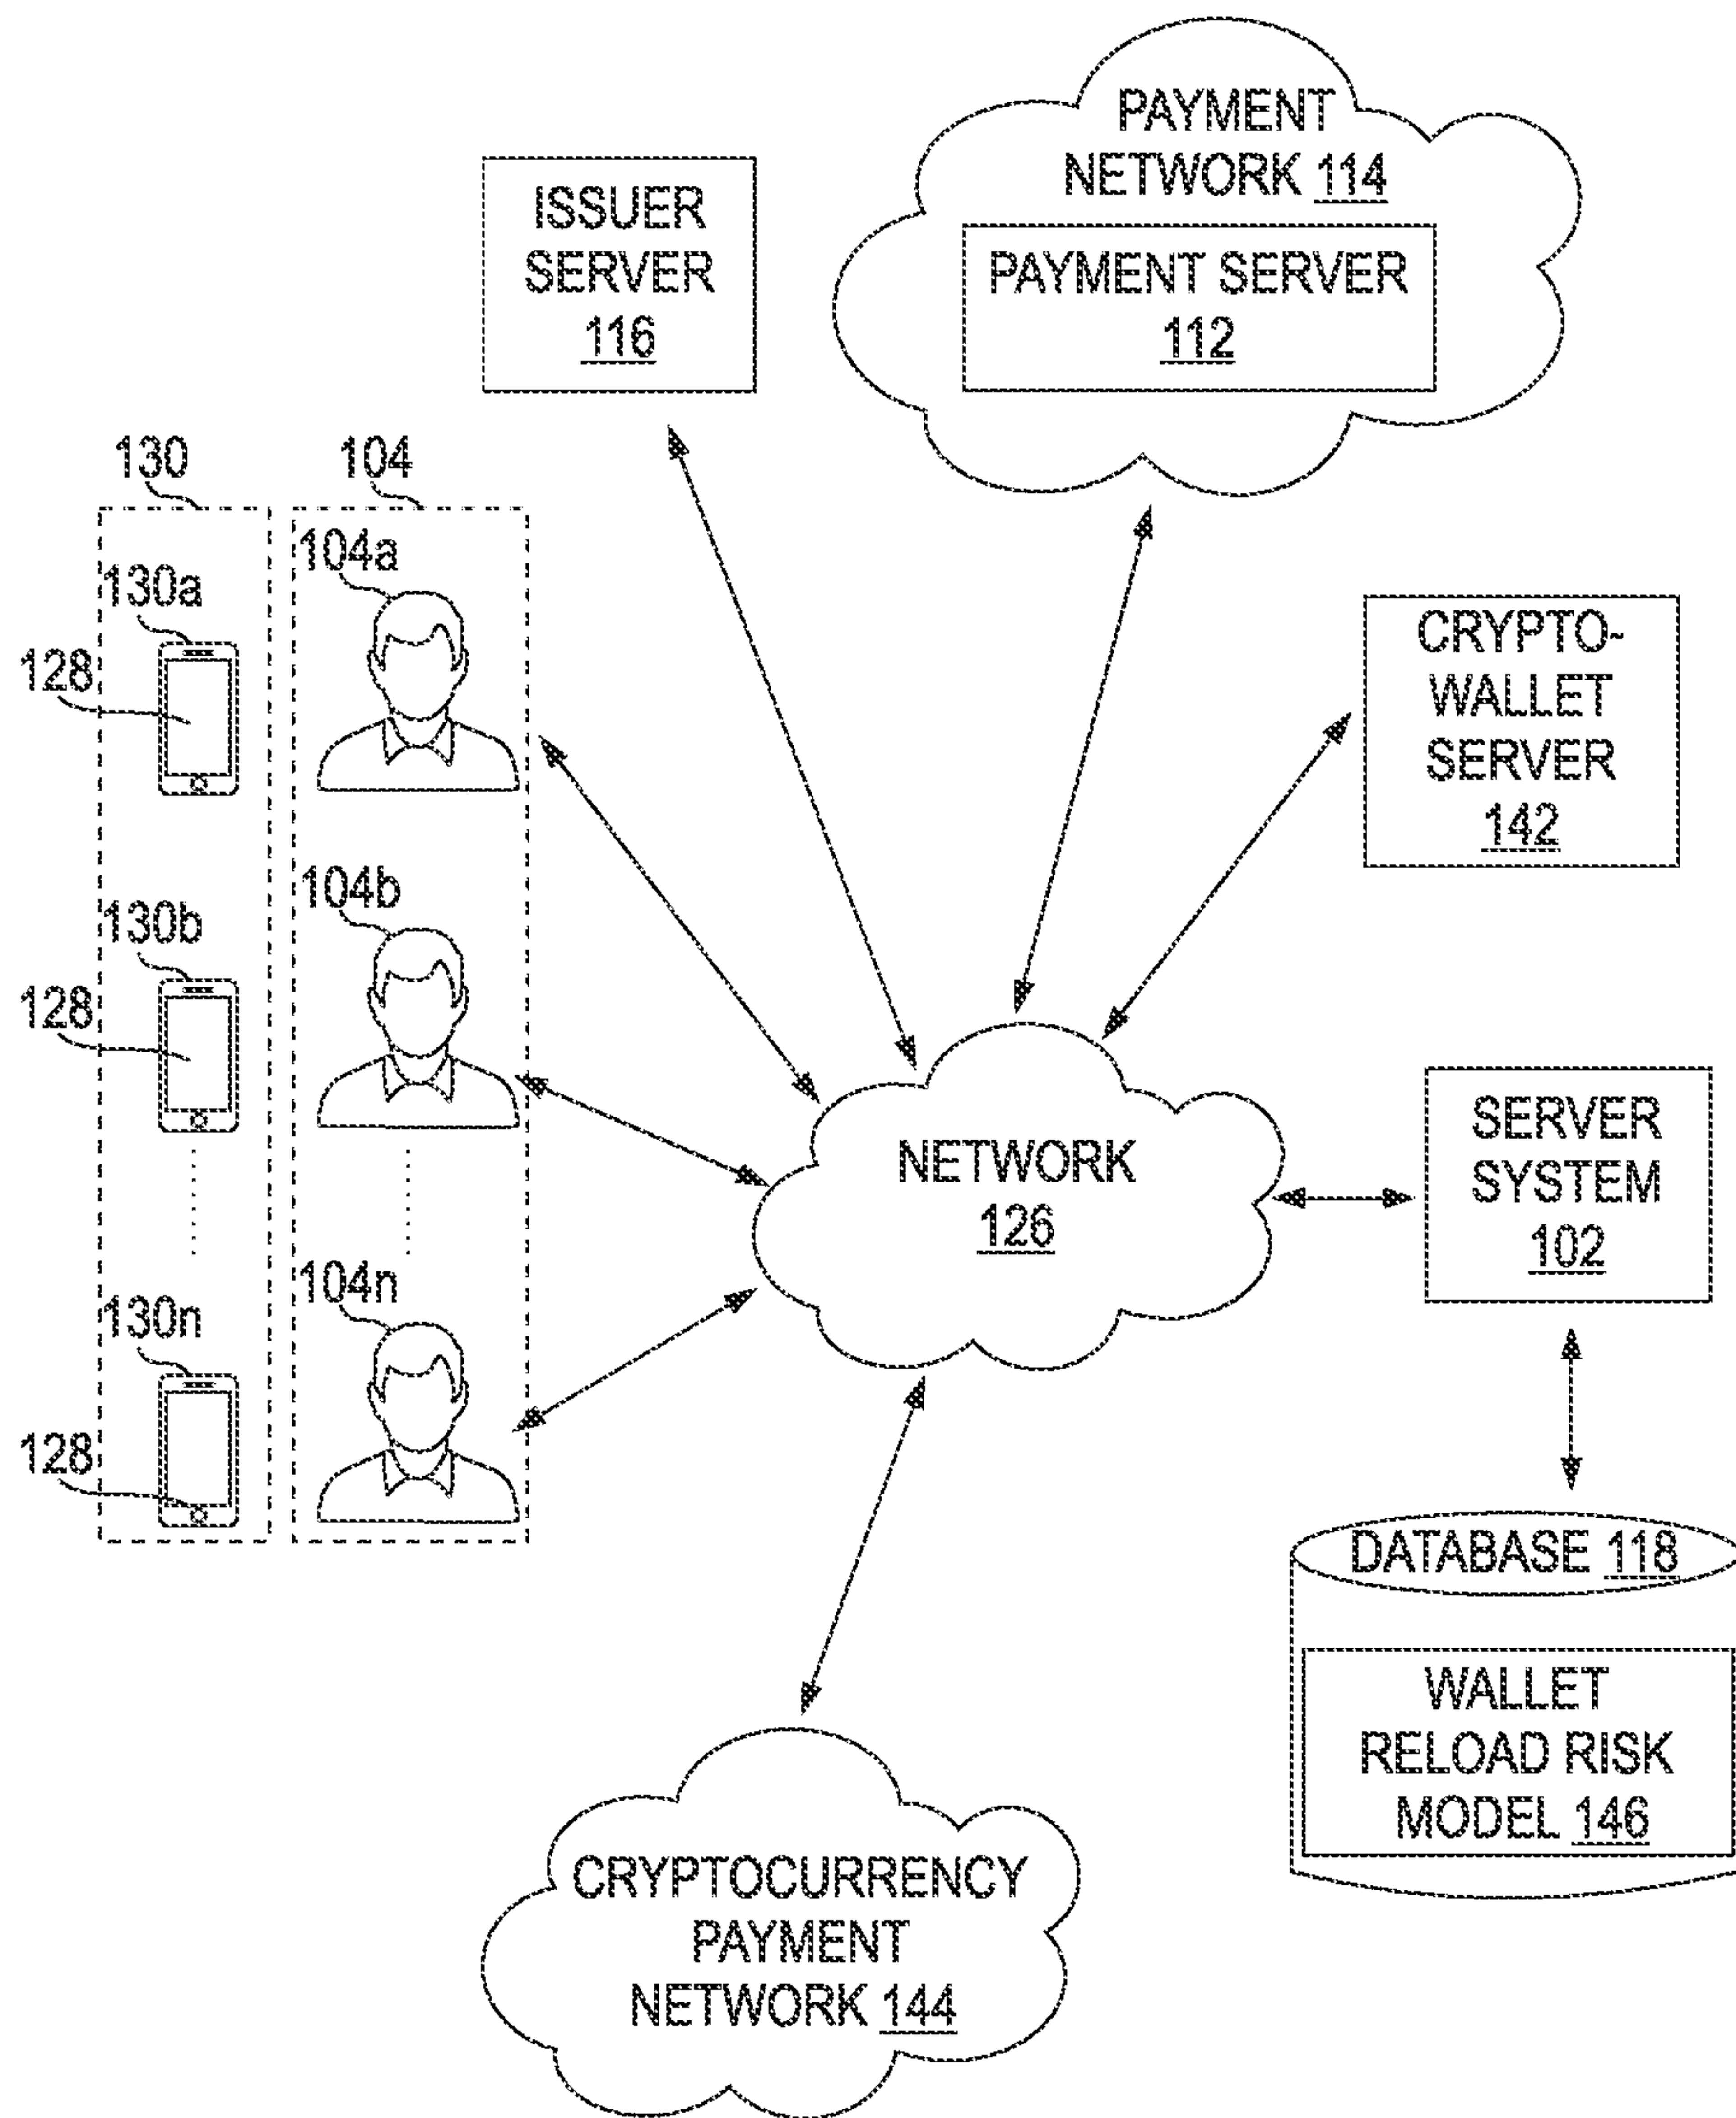 PAYMENT
NETWORK 114
PAYMENT SERVER
112
ISSUER
SERVER
116
130
104
104a
130a
128
CRYPTO-
WALLET
SERVER
142
104b
130b
128
NETWORK
126
SERVER
SYSTEM
102
104n
130n
128
DATABASE 118
WALLET
RELOAD RISK
MODEL 146
CRYPTOCURRENCY
PAYMENT
NETWORK 144